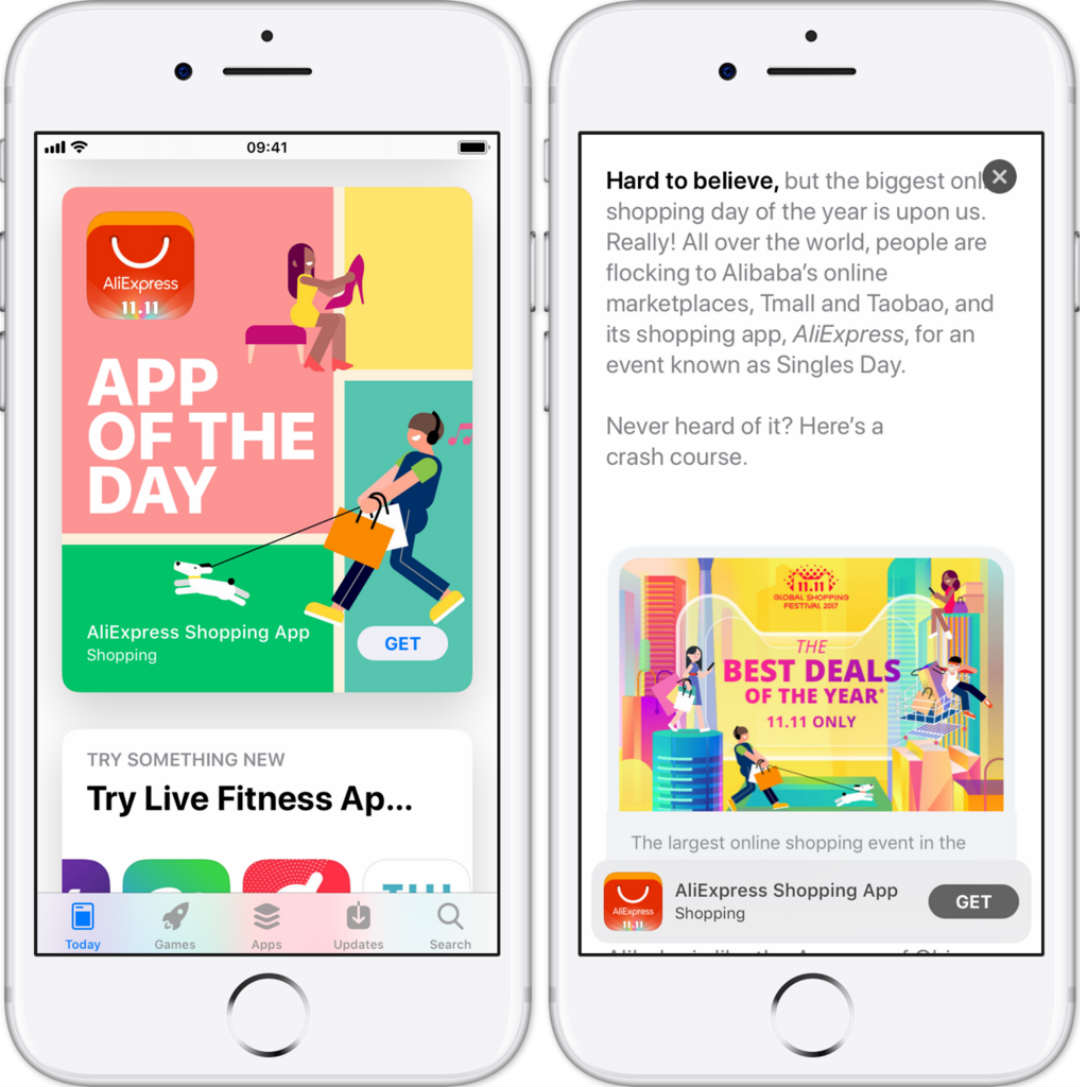 09:41
AliExpress
11.11
APP
OF THE
DAY
AliExpress Shopping App
Shopping
GET
TRY SOMETHING NEW
Try Live Fitness Ap...
Today
Games
Apps
Updates
Search
Hard to believe, but the biggest
shopping day of the year is upon us.
Really! All over the world, people are
flocking to Alibaba’s online
marketplaces, Tmall and Taobao, and
its shopping app, AliExpress, for an
event known as Singles Day.
Never heard of it? Here’s a
crash course.
11.11
GLOBAL SHOPPING
FESTIVAL 2017
THE
BEST DEALS
OF THE YEAR*
11.11 ONLY
The largest online shopping event in the
AliExpress
11.11
AliExpress Shopping App
Shopping
GET